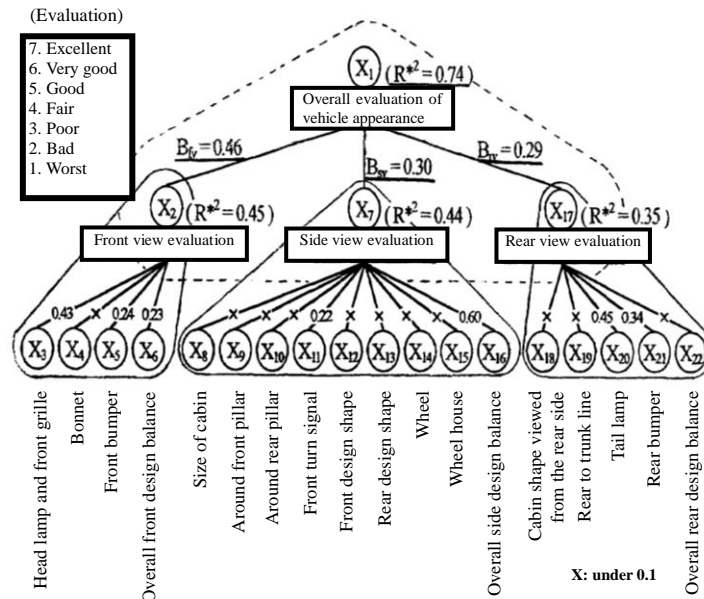 (Evaluation)
7. Excellent
6. Very good
5. Good
4. Fair
3. Poor
2. Bad
1. Worst
X1 (R*2=0.74)
Overall evaluation of
vehicle appearance
Bfv=0.46
Bsv=0.30
Brv=0.29
X2 (R*2=0.45)
X7 (R*2=0.44)
X17 (R*2=0.35)
Front view evaluation
Side view evaluation
Rear view evaluation
0.43 x 0.24 0.23
x x x 0.22 x x x x 0.60
x x 0.45 0.34 x
X3 X4 X5 X6
X8 X9 X10 X11 X12 X13 X14 X15 X16
X18 X19 X20 X21 X22
Head lamp and front grille
Bonnet
Front bumper
Overall front design balance
Size of cabin
Around front pillar
Around rear pillar
Front turn signal
Front design shape
Rear design shape
Wheel
Wheel house
Overall side design balance
Cabin shape viewed
from the rear side
Rear to trunk line
Tail lamp
Rear bumper
Overall rear design balance
X: under 0.1